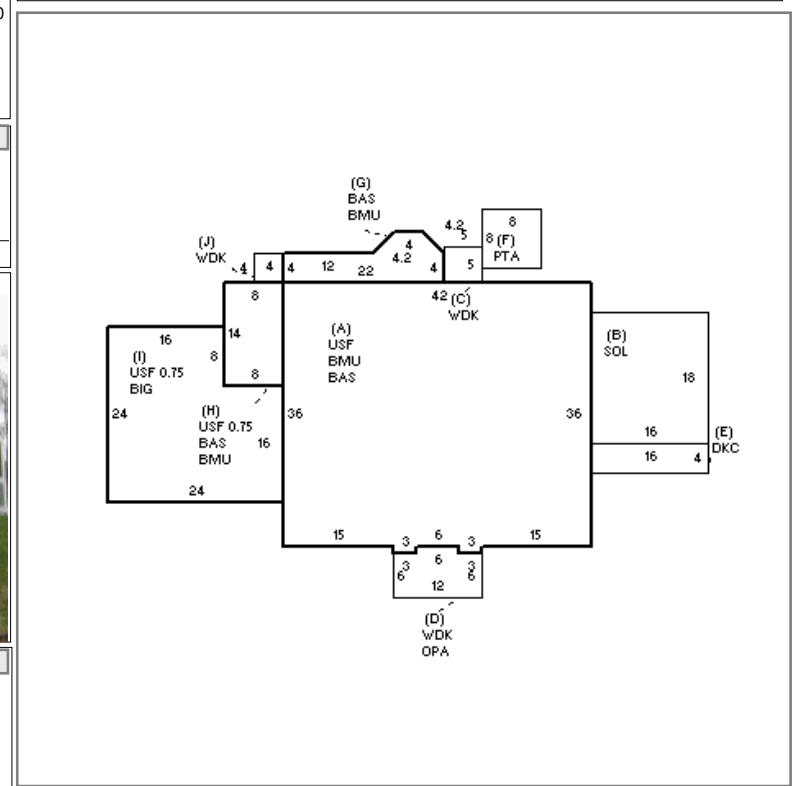 0
(G)
BAS
BMU
4.2
5
8
8
(F)
PTA
(J)
WDK
4
4
4
12
22
4
4.2
4
5
8
42
(C)
WDK
(A)
USF
BMU
BAS
(B)
SOL
18
16
(I)
USF 0.75
BIG
8
14
8
24
36
36
(H)
USF 0.75
BAS
BMU
16
16
16
4
(E)
DKC
24
15
3
6
3
15
3
6
6
3
6
12
(D)
WDK
OPA